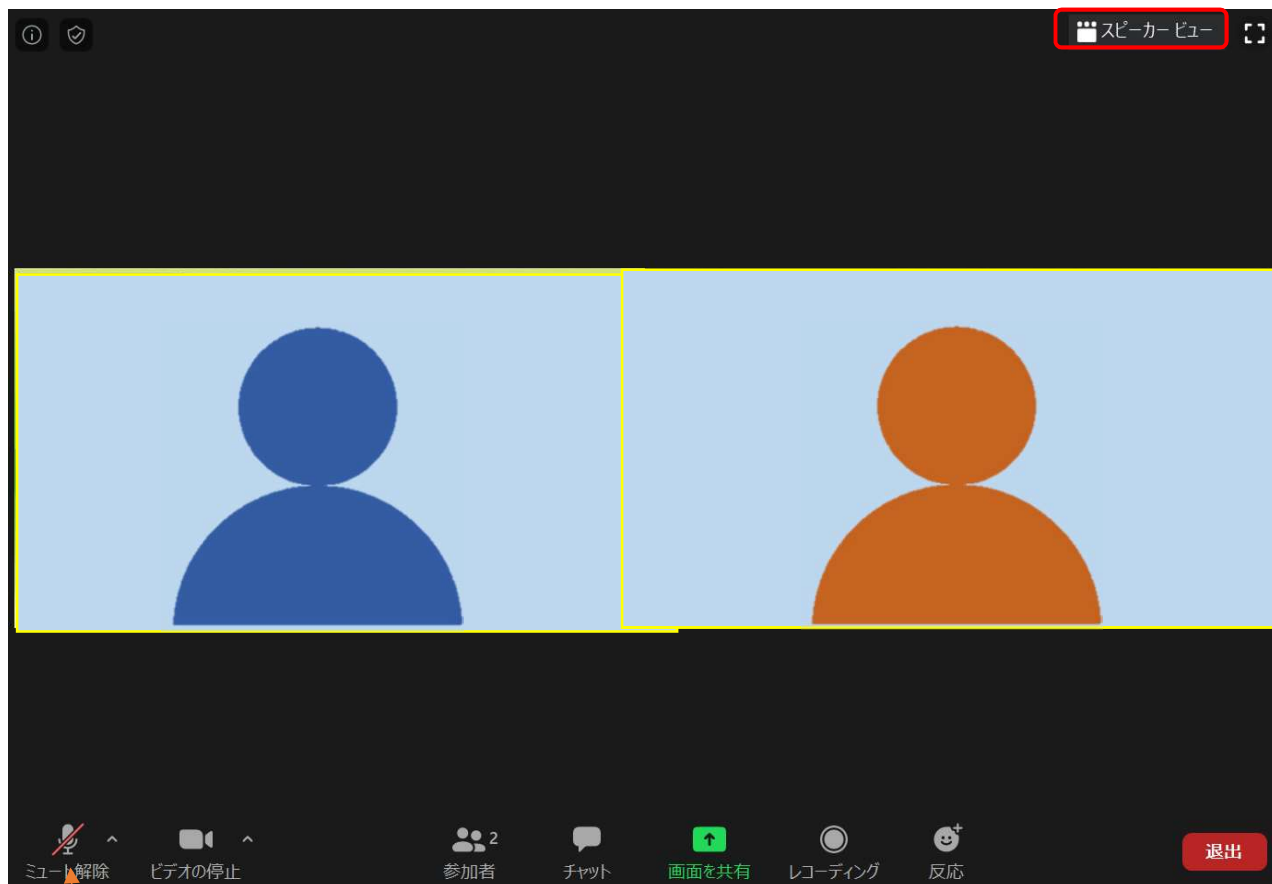 スピーカー ビュー
ミュート解除
ビデオの停止
2
参加者
チャット
画面を共有
レコーディング
反応
退出